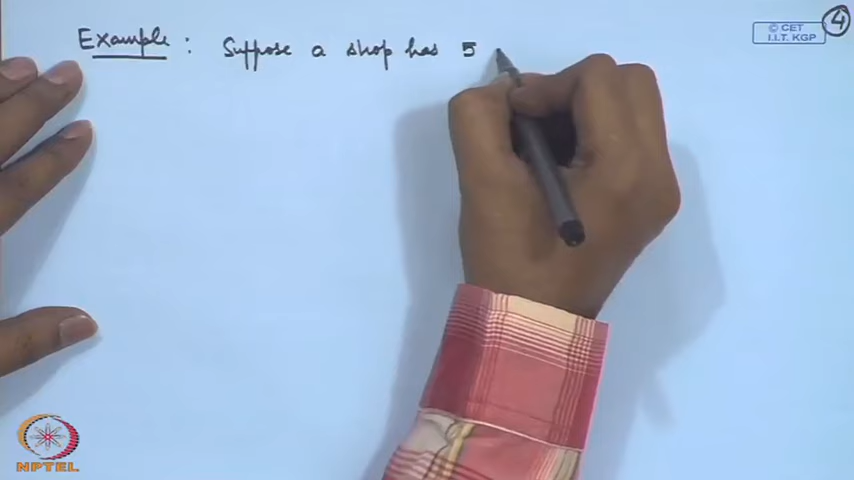 Example : Suppose a shop has 5
© CET
I.I.T. KGP
4
NPTEL